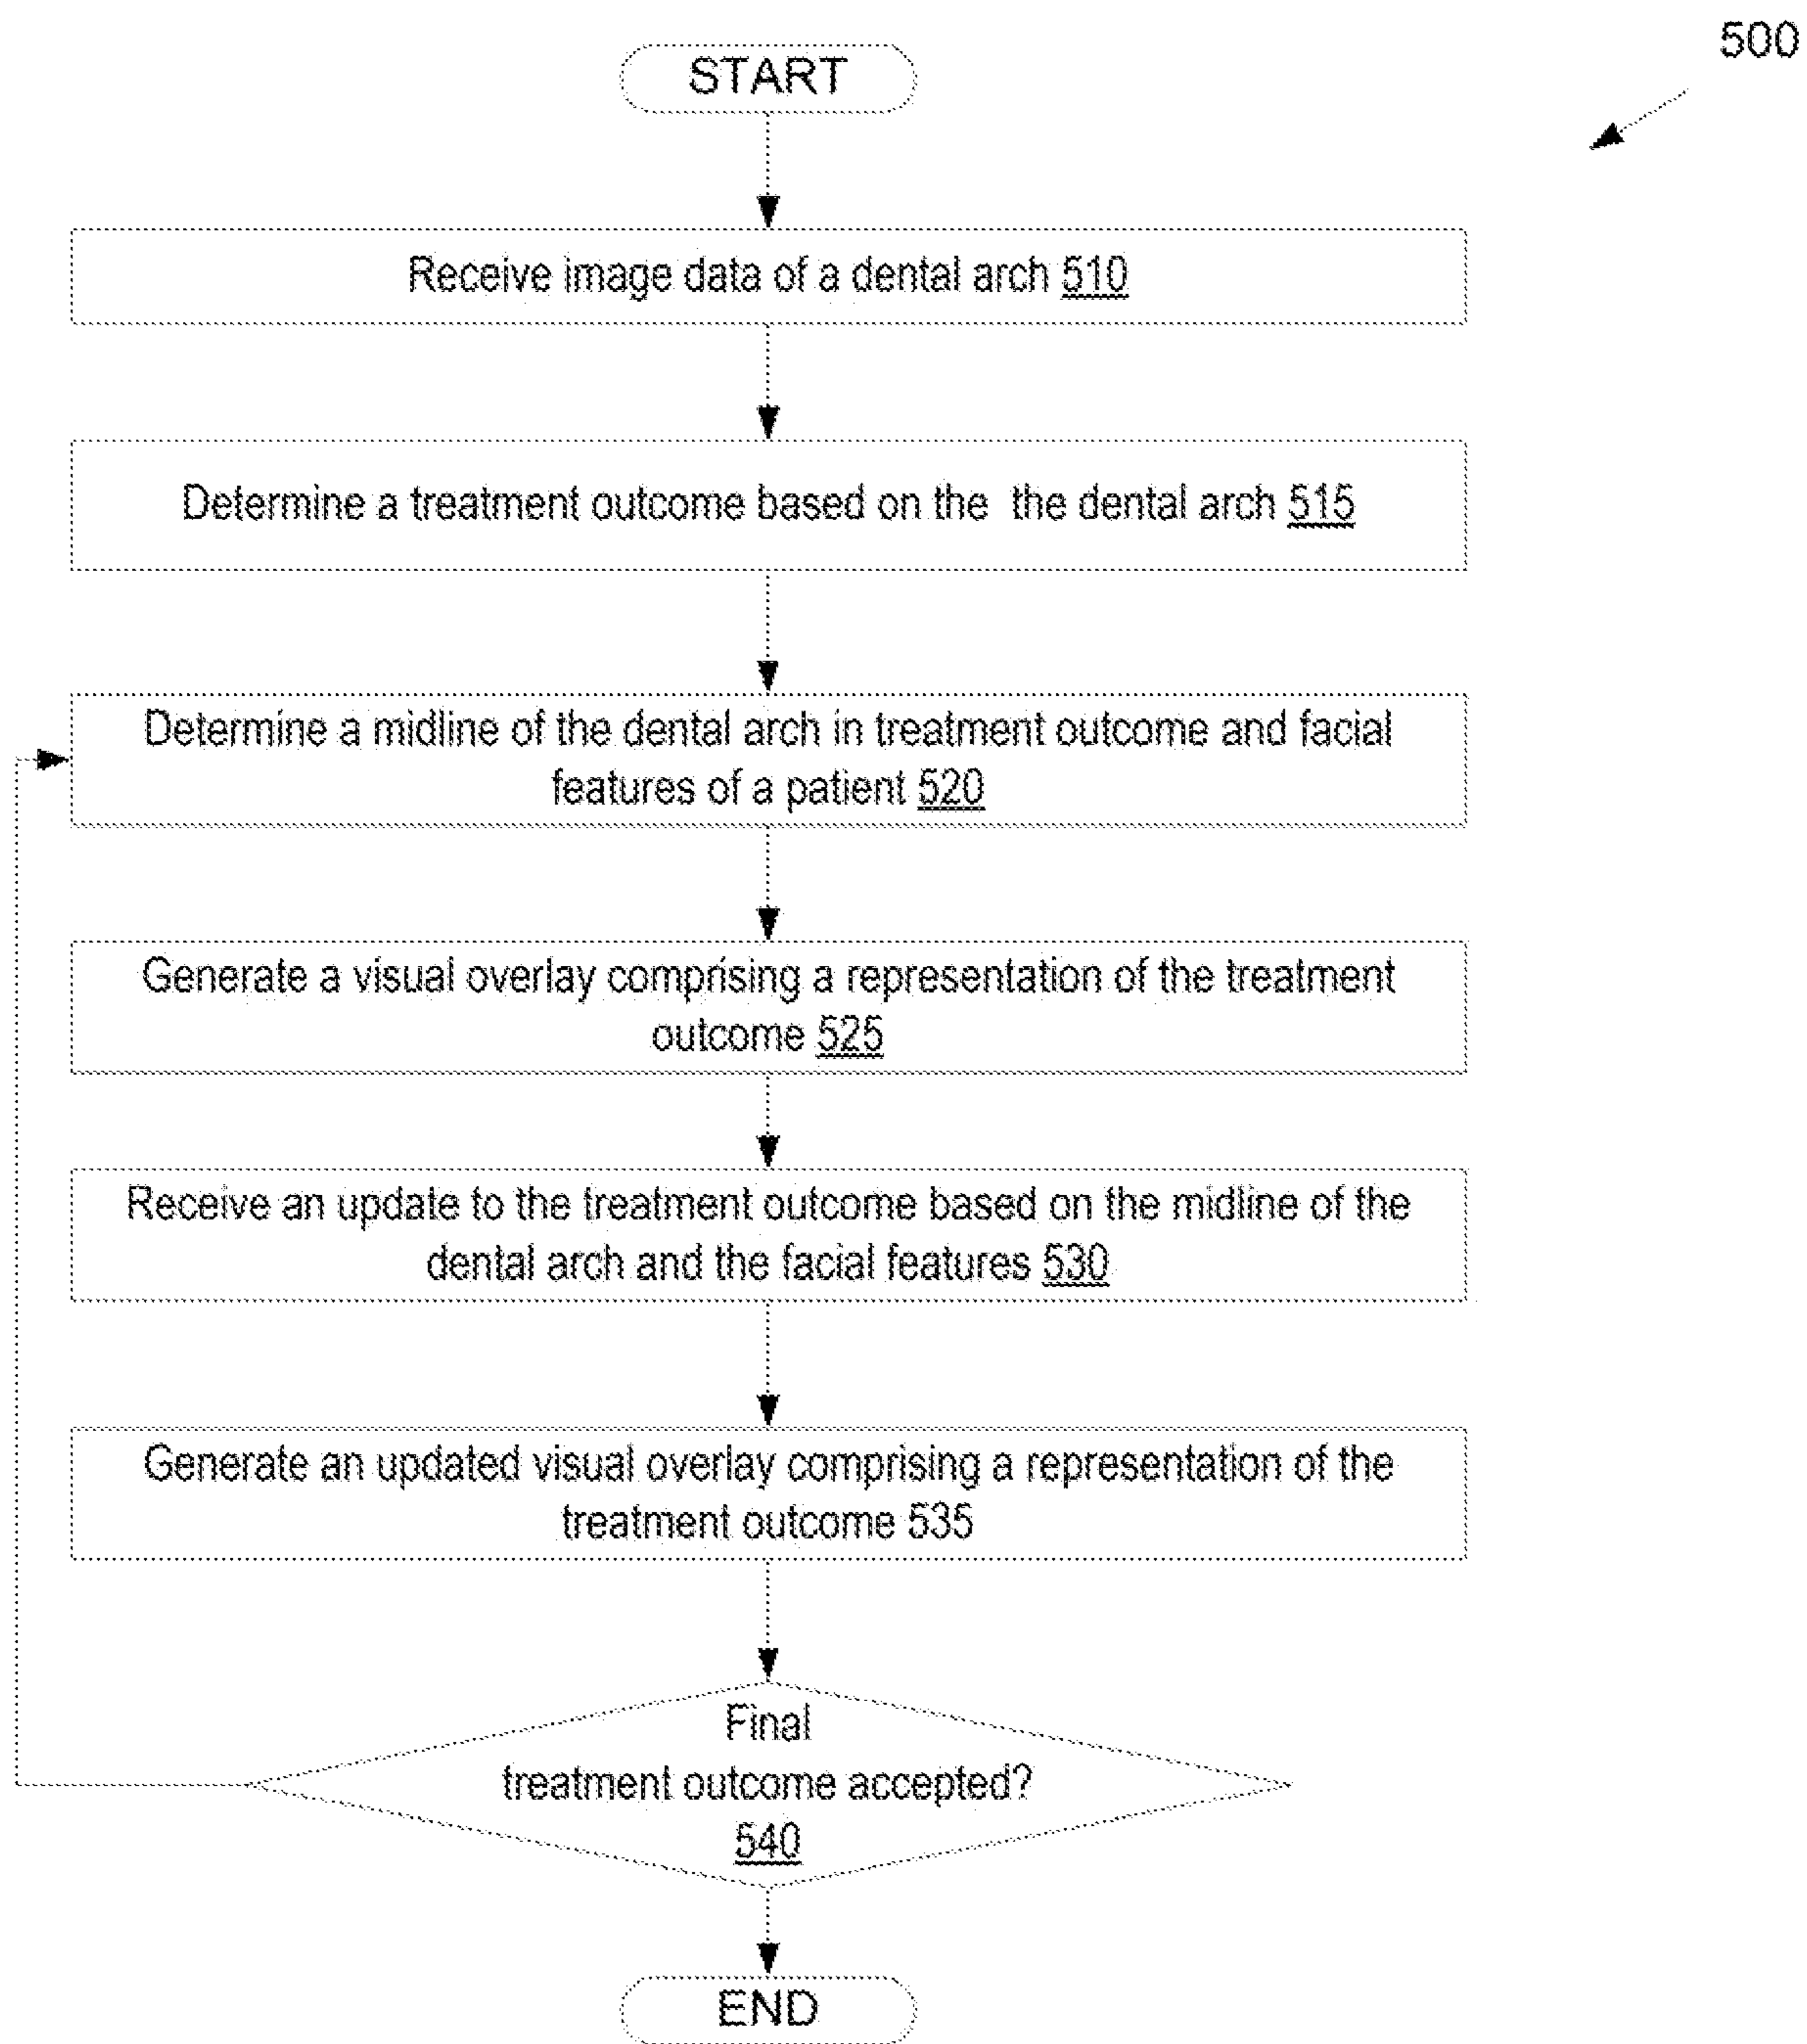 500
START
Receive image data of a dental arch 510
Determine a treatment outcome based on the the dental arch 515
Determine a midline of the dental arch in treatment outcome and facial
features of a patient 520
Generate a visual overlay comprising a representation of the treatment
outcome 525
Receive an update to the treatment outcome based on the midline of the
dental arch and the facial features 530
Generate an updated visual overlay comprising a representation of the
treatment outcome 535
Final
treatment outcome accepted?
540
END